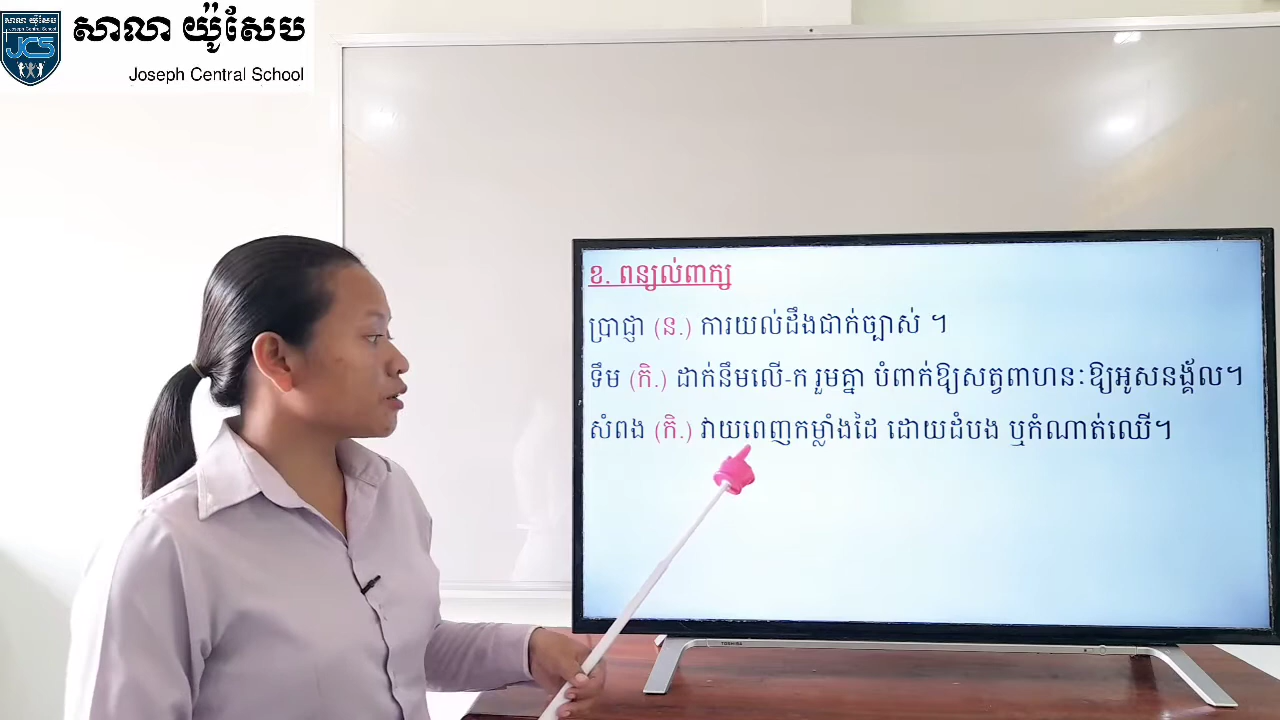 សាលា យ៉ូសែប
Joseph Central School
JCS
ខ. ពន្យល់ពាក្យ
ប្រាជ្ញា (ន.) ការយល់ដឹងជាក់ច្បាស់ ។
ទឹម (កិ.) ដាក់នឹមលើ-ក រួមគ្នា បំពាក់ឱ្យសត្វពាហនៈឱ្យអូសនង្គ័ល។
សំពង (កិ.) វាយពេញកម្លាំងដៃ ដោយដំបង ឬកំណាត់ឈើ។
TOSHIBA